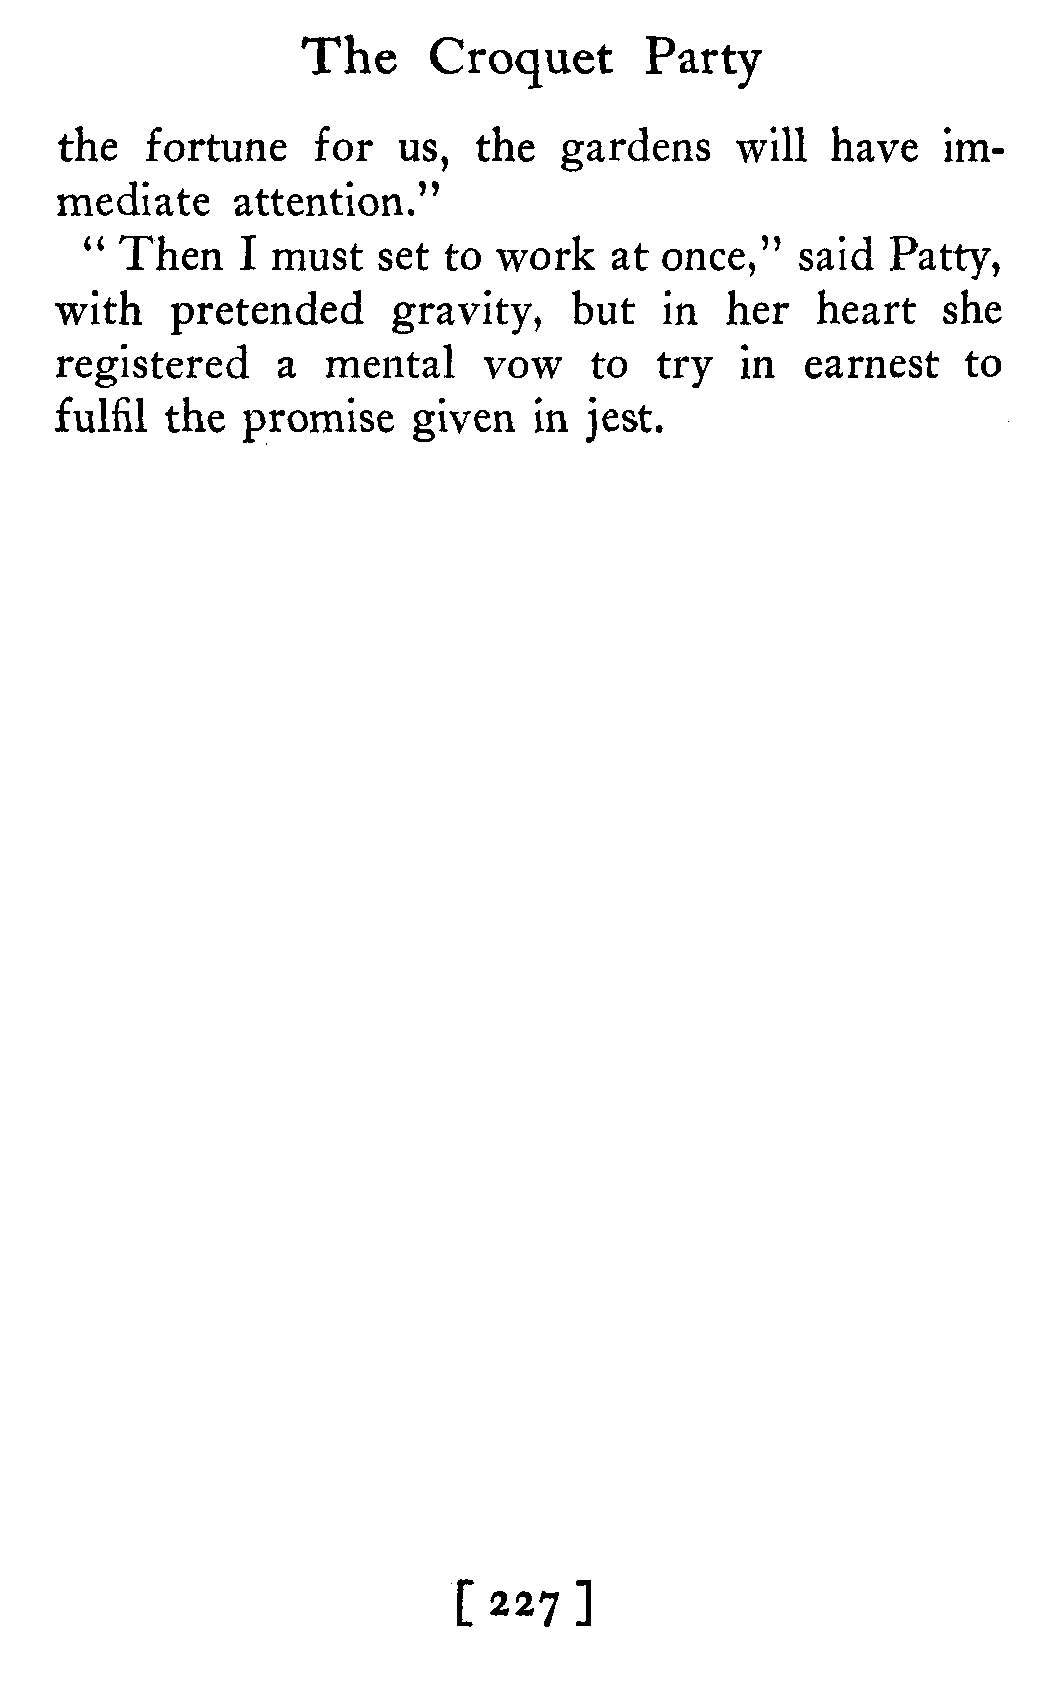 The Croquet Party
the fortune for us, the gardens will have im-
mediate attention."
" Then I must set to work at once," said Patty,
with pretended gravity, but in her heart she
registered a mental vow to try in earnest to
fulfil the promise given in jest.
[ 227 ]